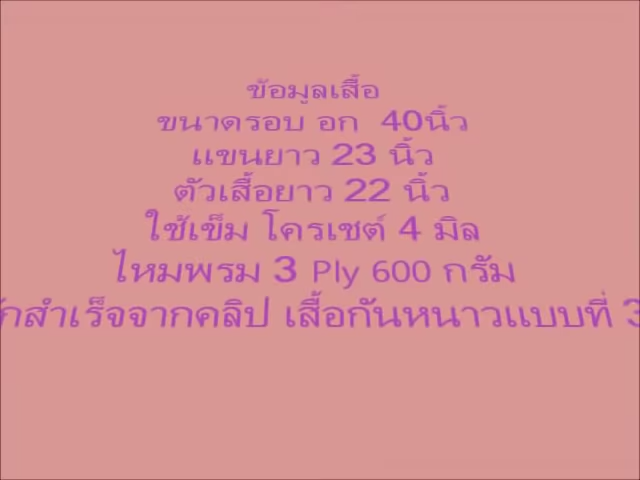 ข้อมูลเสื้อ
ขนาดรอบ อก 40นิ้ว
แขนยาว 23 นิ้ว
ตัวเสื้อยาว 22 นิ้ว
ใช้เข็ม โครเชต์ 4 มิล
ไหมพรม 3 Ply 600 กรัม
กสำเร็จจากคลิป เสื้อกันหนาวแบบที่ 3